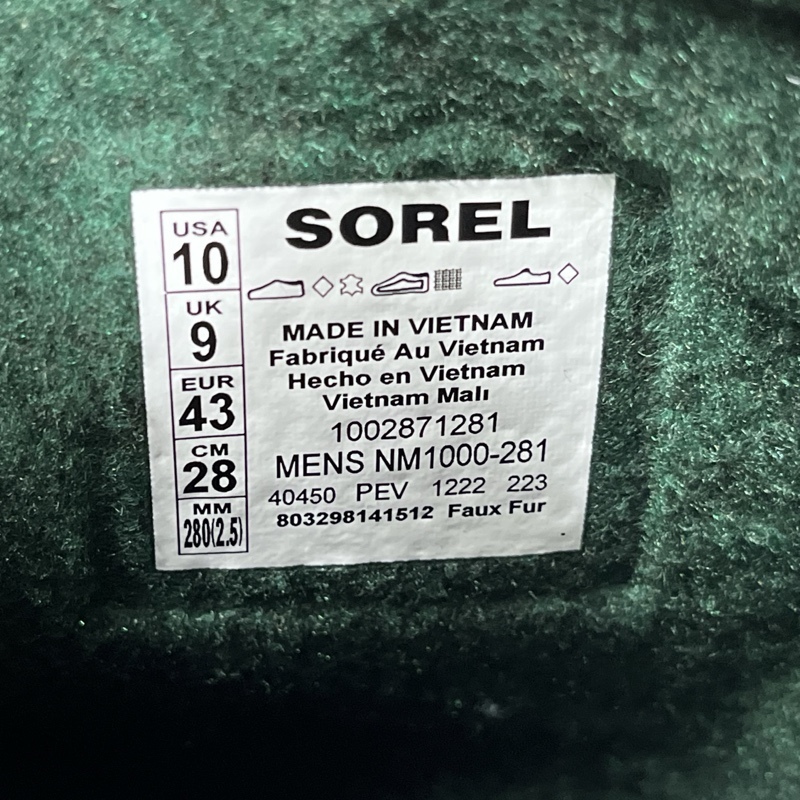 SOREL
USA
10
UK
9
EUR
43
CM
28
MM
280(2.5)
MADE IN VIETNAM
Fabriqué Au Vietnam
Hecho en Vietnam
Vietnam Malı
1002871281
MENS NM1000-281
40450 PEV 1222 223
803298141512 Faux Fur